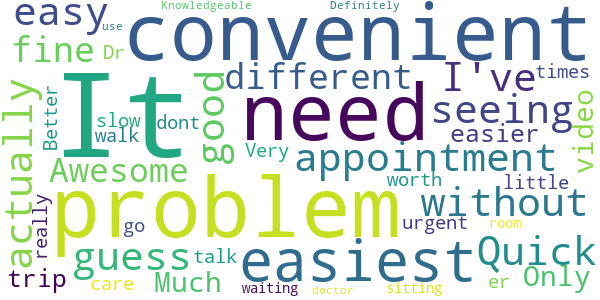 Knowledgeable Definitely
easy convenient
use
fine Dr different I've times
It need seeing
actually Better slow dont good easier video
walk Very appointment
Awesome worth little
problem without
really go urgent room
guess talk easiest Quick
trip Much er Only
care waiting doctor sitting